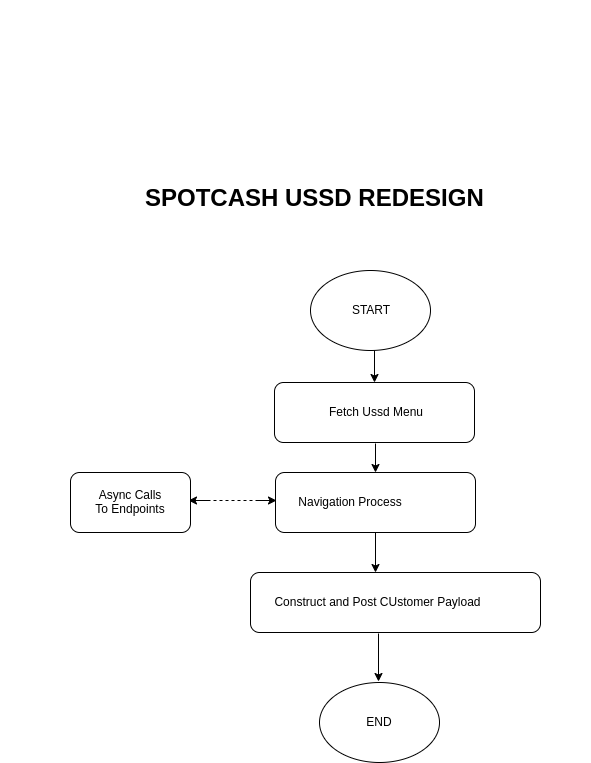 SPOTCASH USSD REDESIGN
START
Fetch Ussd Menu
Async Calls
To Endpoints
Navigation Process
Construct and Post CUstomer Payload
END